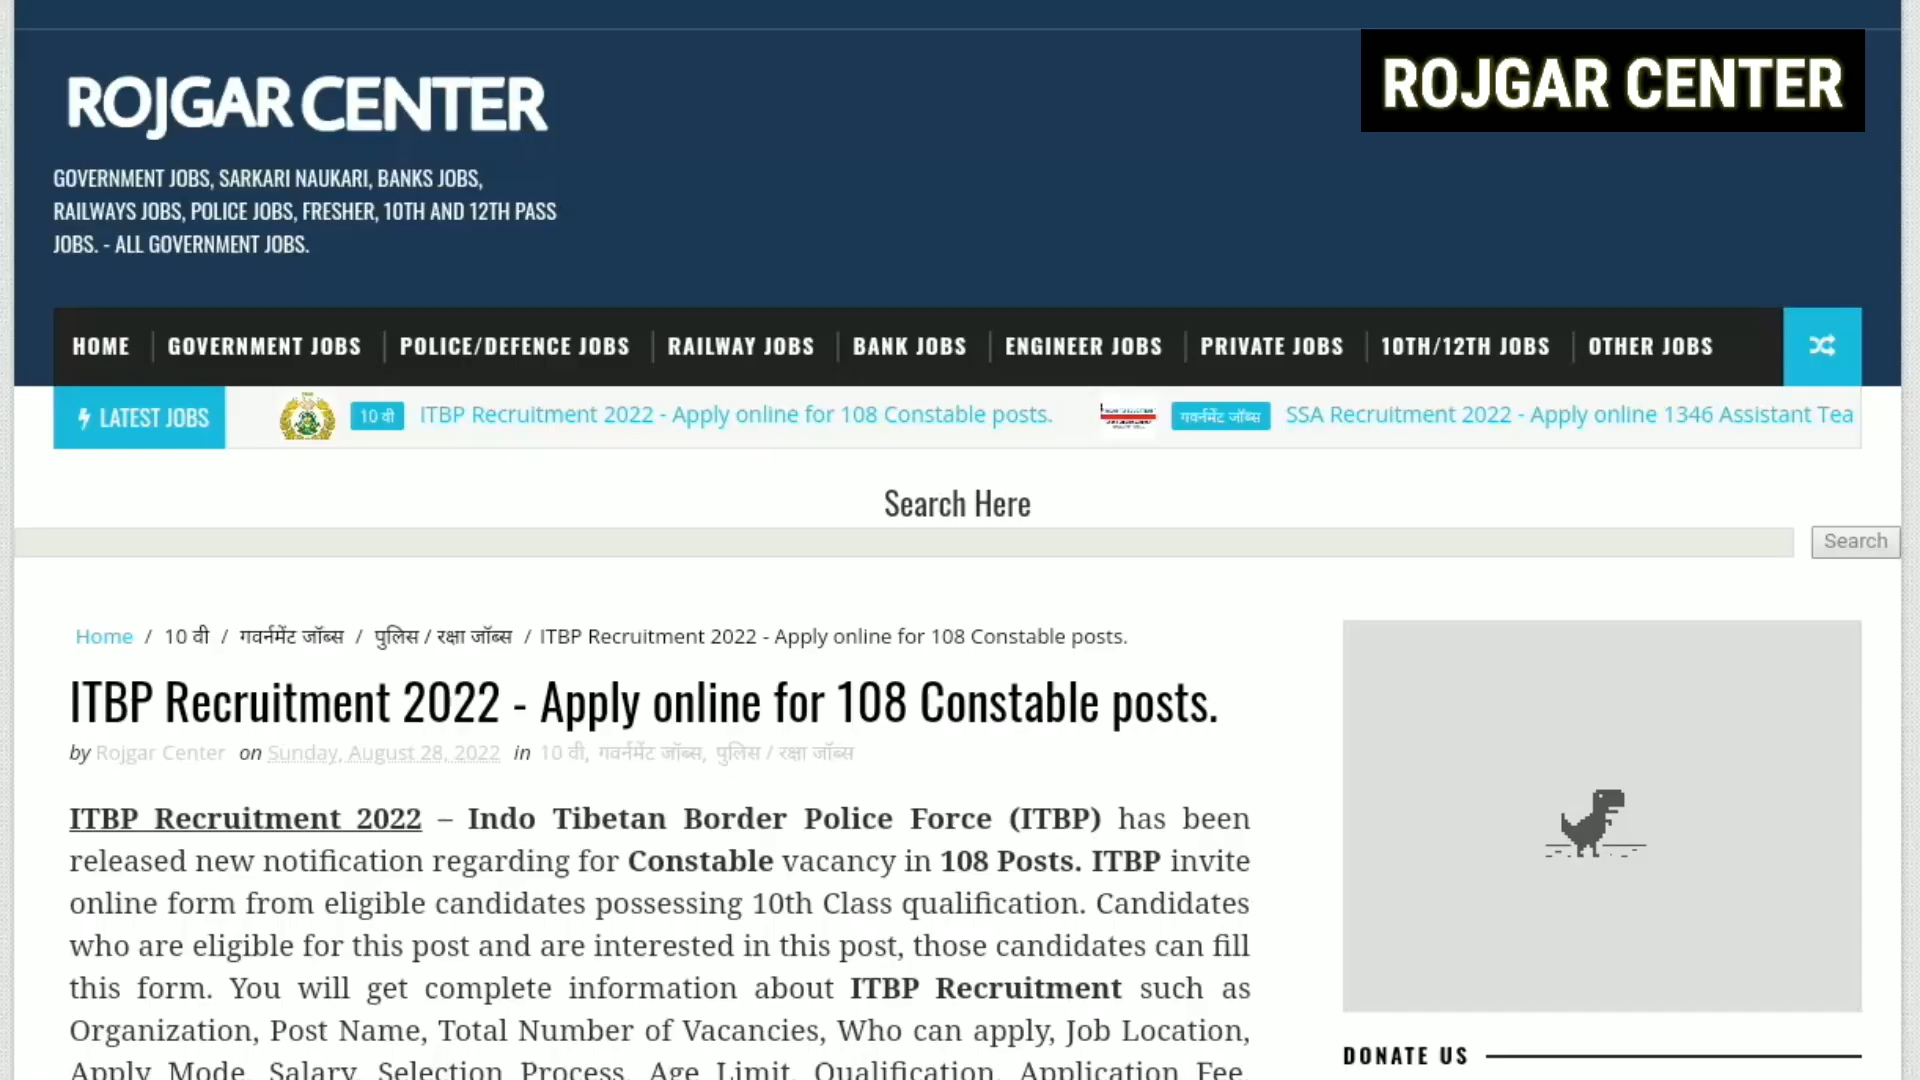 ROJGAR CENTER
ROJGAR CENTER
GOVERNMENT JOBS, SARKARI NAUKARI, BANKS JOBS,
RAILWAYS JOBS, POLICE JOBS, FRESHER, 10TH AND 12TH PASS
JOBS. - ALL GOVERNMENT JOBS.
HOME GOVERNMENT JOBS POLICE/DEFENCE JOBS RAILWAY JOBS BANK JOBS ENGINEER JOBS PRIVATE JOBS 10TH/12TH JOBS OTHER JOBS
LATEST JOBS 10 वी ITBP Recruitment 2022 - Apply online for 108 Constable posts. गवर्नमेंट जॉब्स SSA Recruitment 2022 - Apply online 1346 Assistant Tea
Search Here
Search
Home / 10 वी / गवर्नमेंट जॉब्स / पुलिस / रक्षा जॉब्स / ITBP Recruitment 2022 - Apply online for 108 Constable posts.
ITBP Recruitment 2022 - Apply online for 108 Constable posts.
by Rojgar Center on Sunday, August 28, 2022 in 10 वी, गवर्नमेंट जॉब्स, पुलिस / रक्षा जॉब्स
ITBP Recruitment 2022 – Indo Tibetan Border Police Force (ITBP) has been
released new notification regarding for Constable vacancy in 108 Posts. ITBP invite
online form from eligible candidates possessing 10th Class qualification. Candidates
who are eligible for this post and are interested in this post, those candidates can fill
this form. You will get complete information about ITBP Recruitment such as
Organization, Post Name, Total Number of Vacancies, Who can apply, Job Location,
Apply Mode, Salary, Selection Process, Age Limit, Qualification, Application Fee,
DONATE US